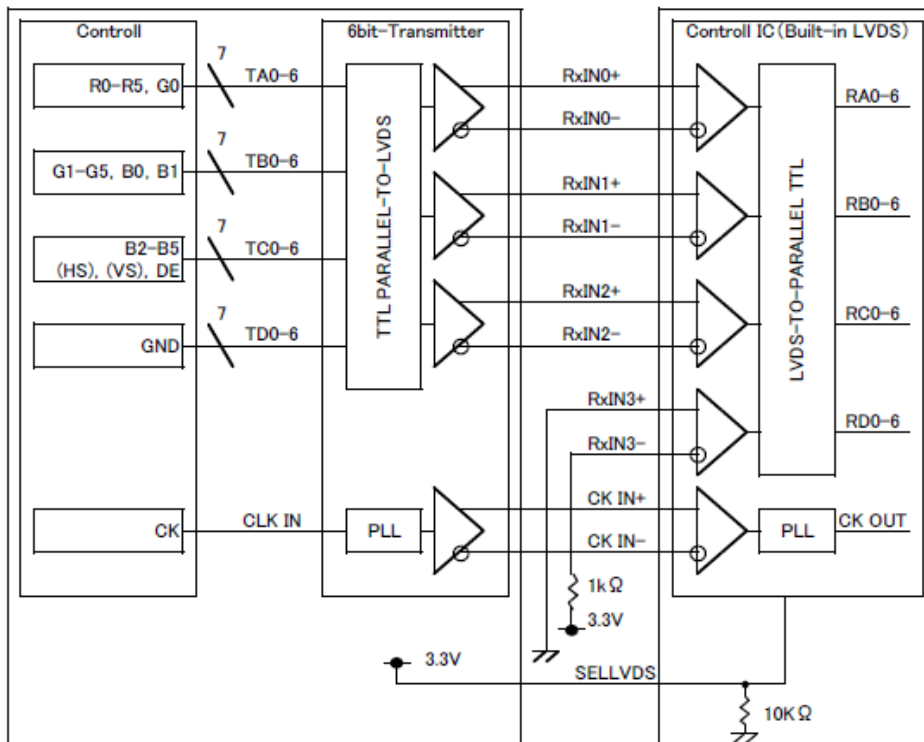 Controll
6bit-Transmitter
Controll IC(Built-in LVDS)
R0-R5, G0
7
TA0-6
RxIN0+
RxIN0-
RA0-6
G1-G5, B0, B1
7
TB0-6
RxIN1+
RxIN1-
RB0-6
B2-B5
(HS), (VS), DE
7
TC0-6
RxIN2+
RxIN2-
RC0-6
GND
7
TD0-6
TTL PARALLEL-TO-LVDS
LVDS-TO-PARALLEL TTL
RxIN3+
RxIN3-
RD0-6
CK
CLK IN
PLL
CK IN+
CK IN-
PLL
CK OUT
1kΩ
3.3V
3.3V
SELLVDS
10KΩ